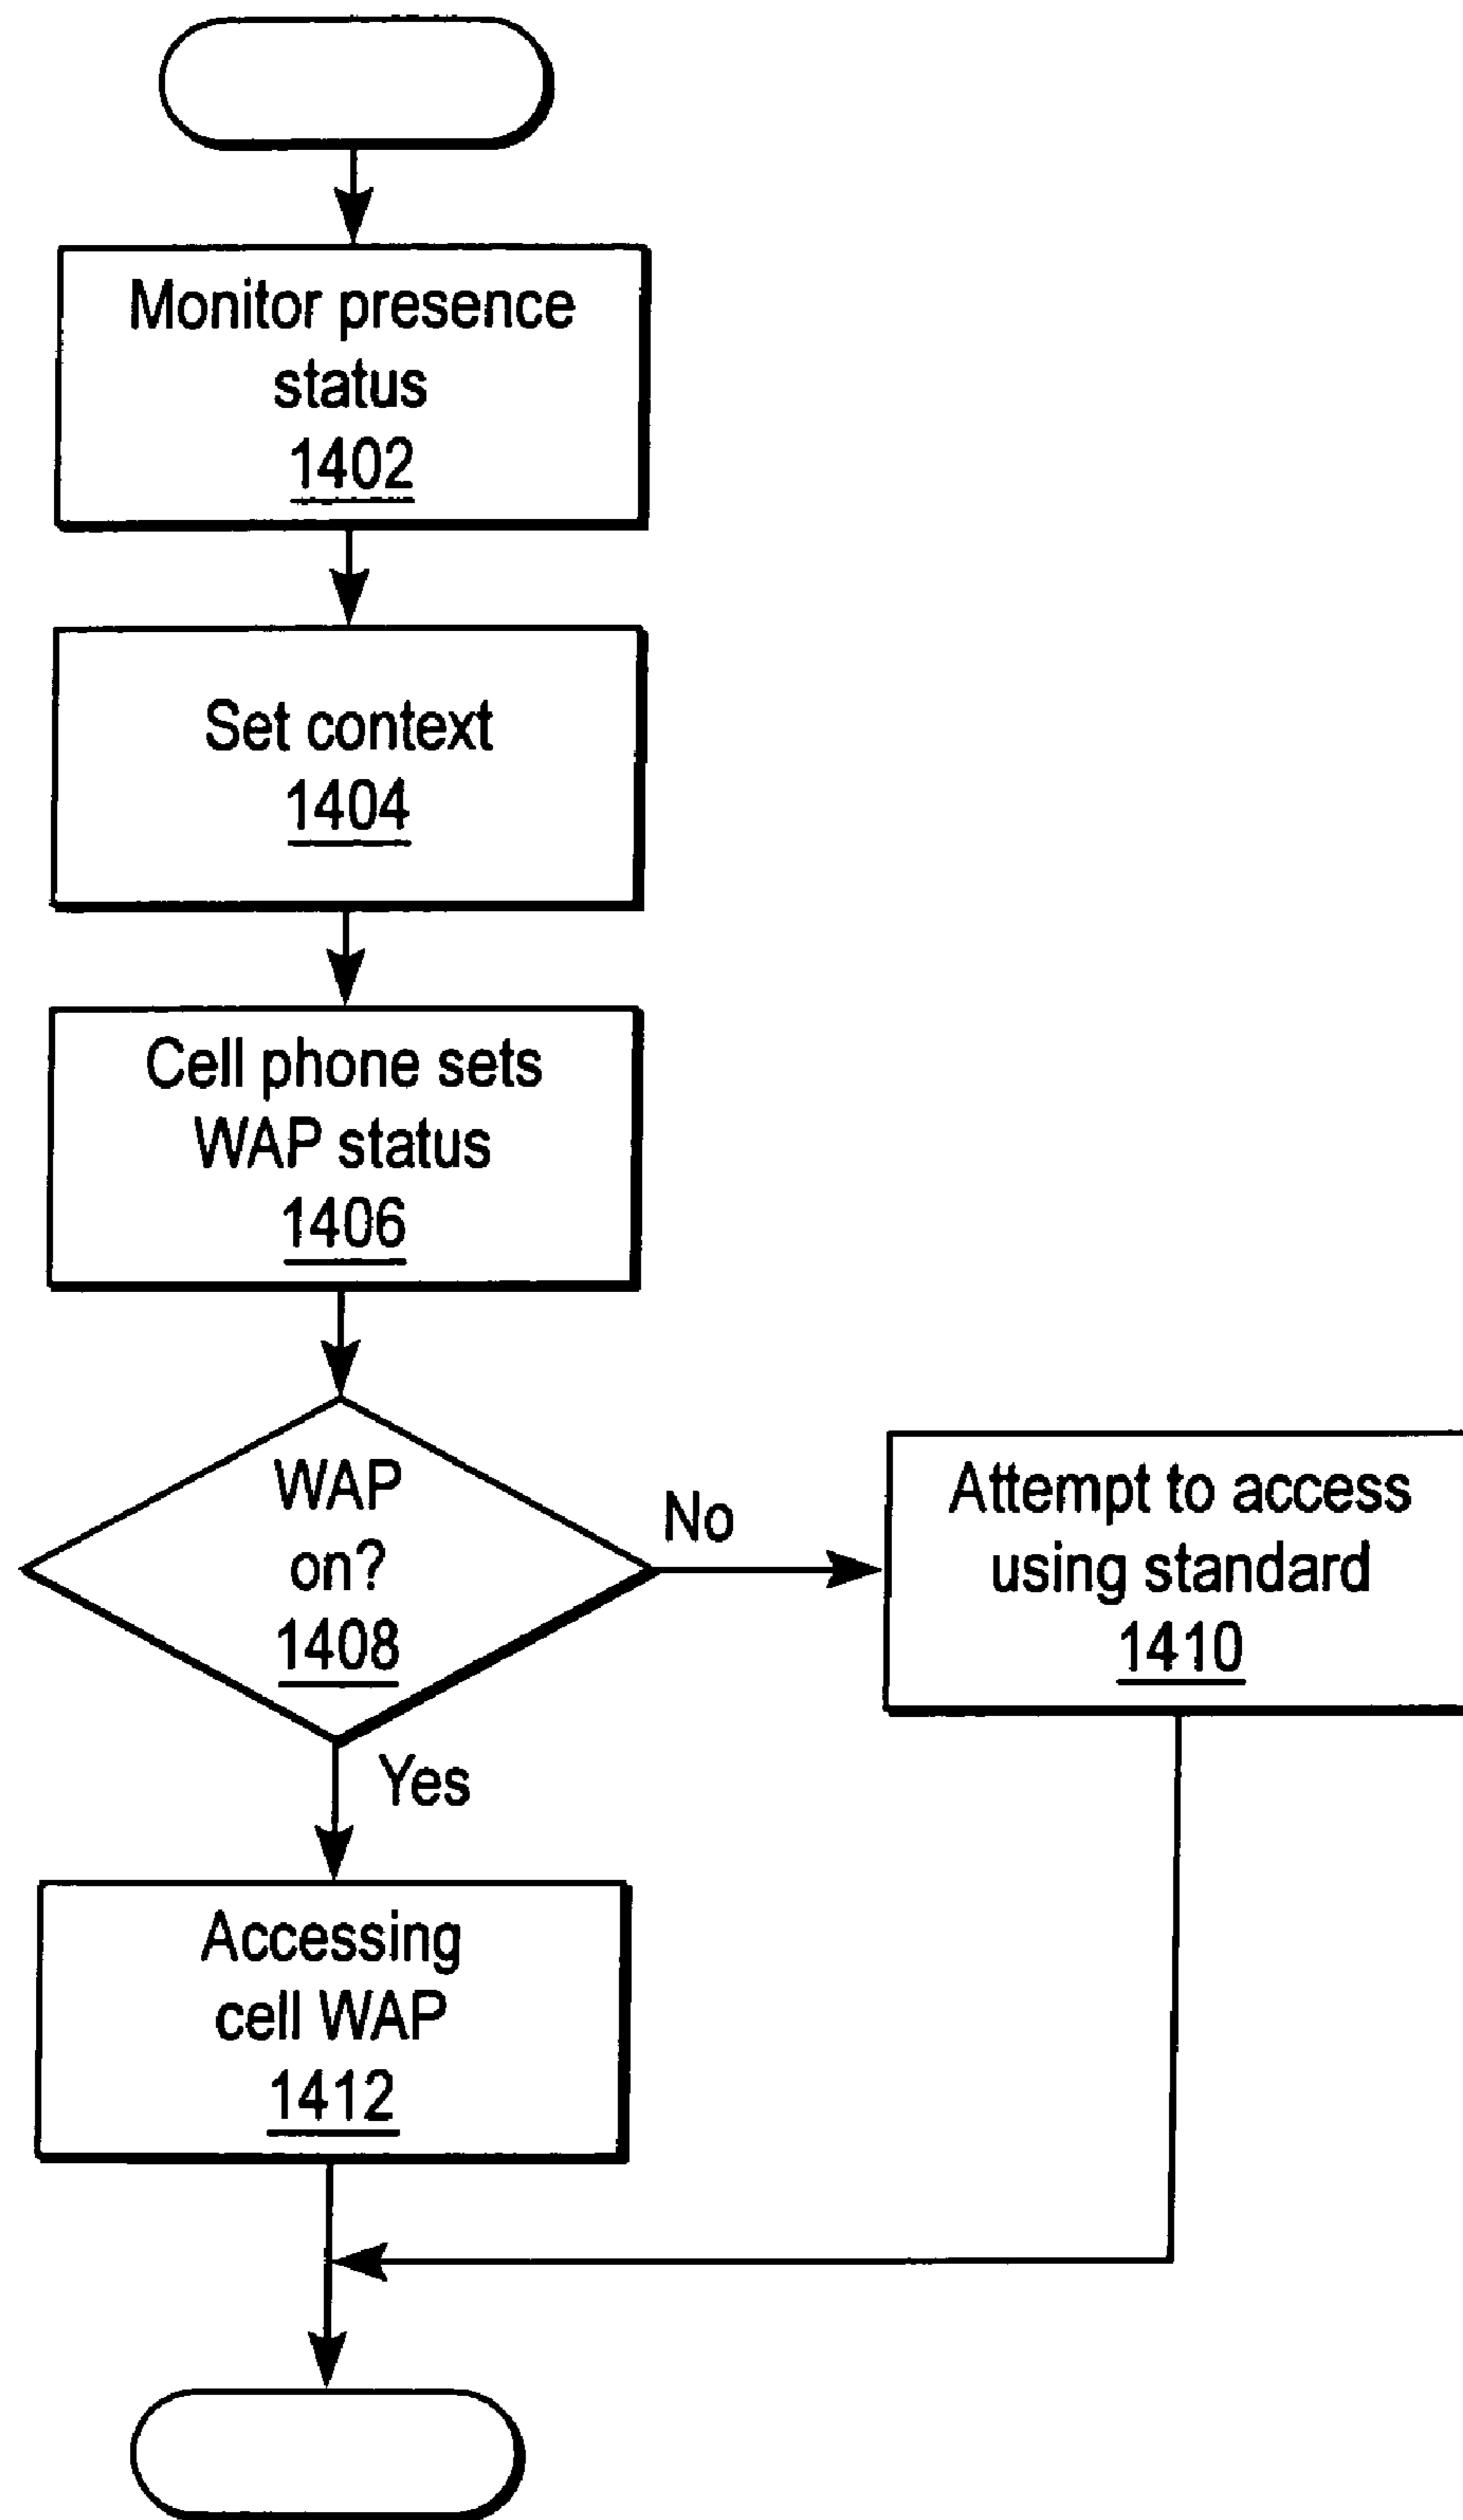 Monitor presence
status
1402
Set context
1404
Cell phone sets
WAP status
1406
WAP
on?
1408
No
Attempt to access
using standard
1410
Yes
Accessing
cell WAP
1412